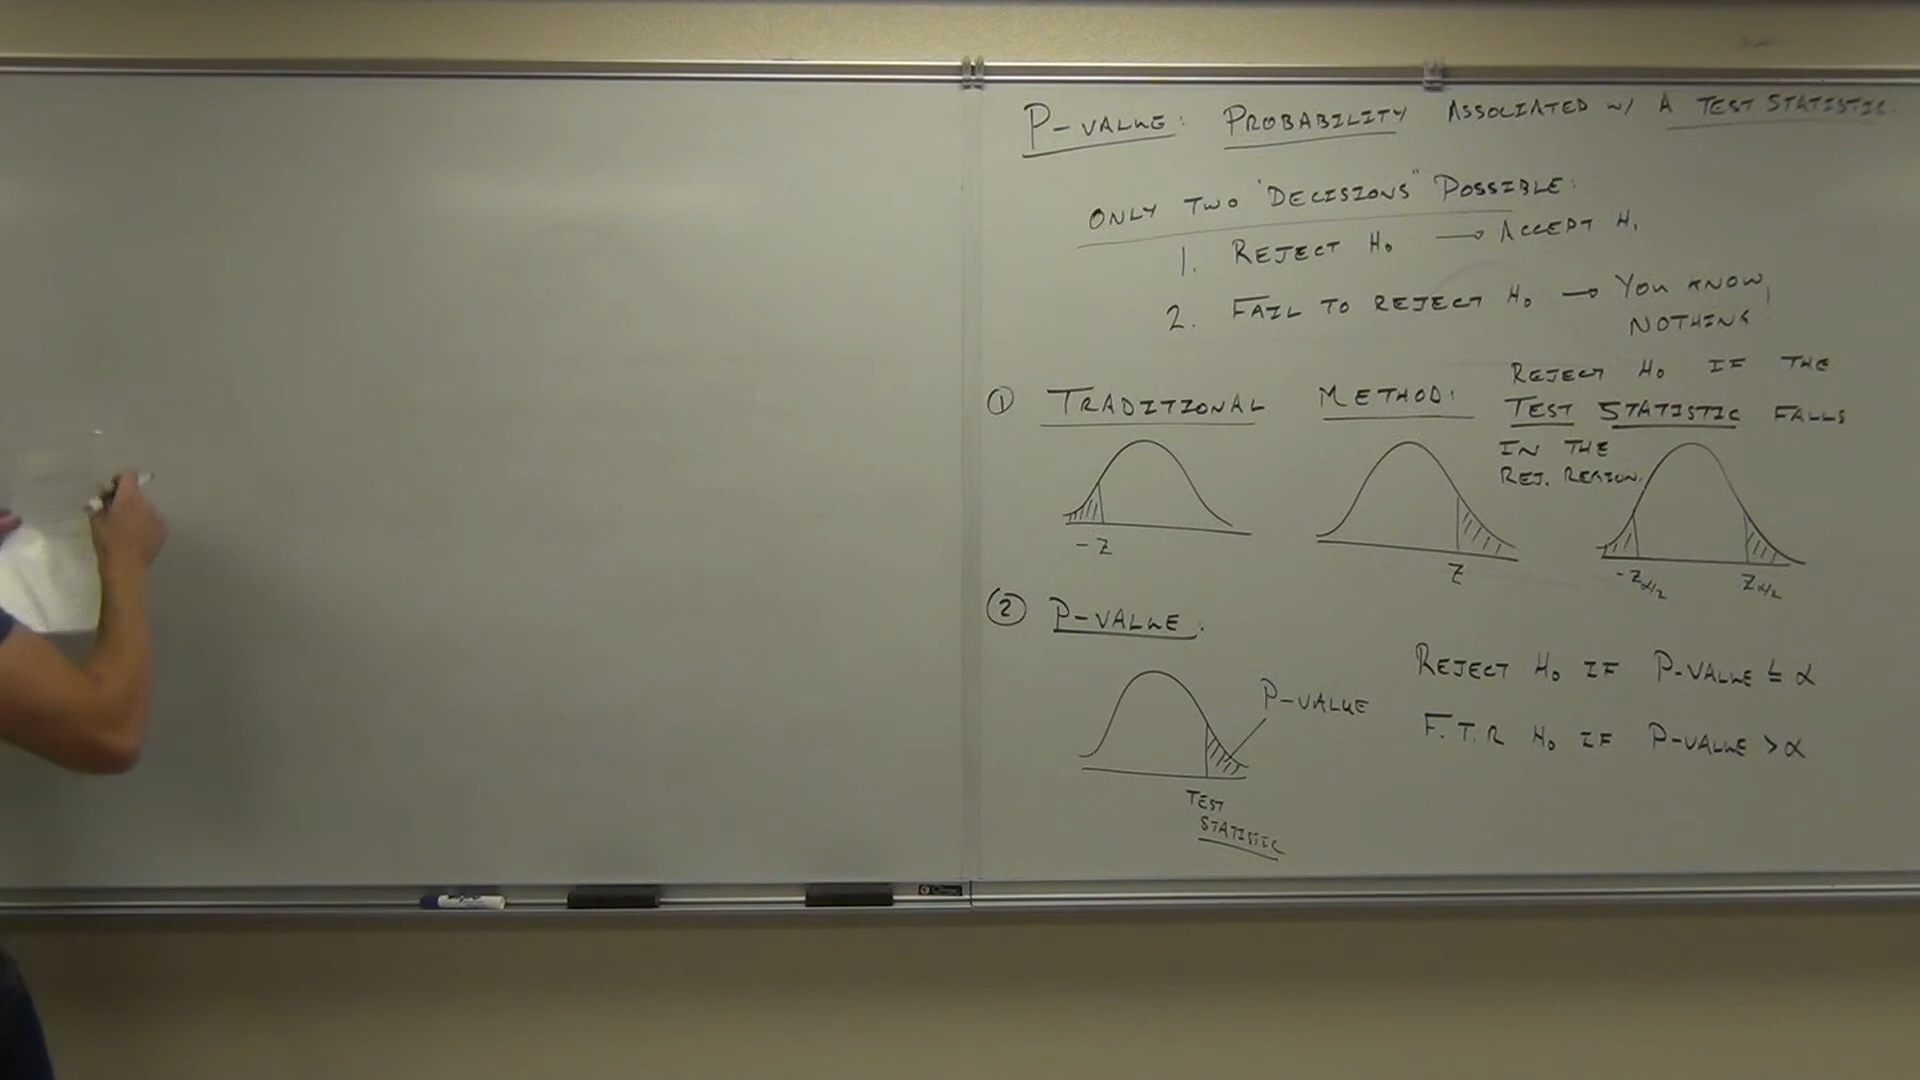 P-VALUE: PROBABILITY ASSOCIATED W/ A TEST STATISTIC.
ONLY TWO "DECISIONS" POSSIBLE:
1. REJECT H₀ → ACCEPT H₁
2. FAIL TO REJECT H₀ → YOU KNOW
NOTHING
① TRADITIONAL METHOD: REJECT H₀ IF THE
TEST STATISTIC FALLS
IN THE
REJ. REGION.
-Z
Z
-Z α/2
Z α/2
② P-VALUE:
P-VALUE
TEST
STATISTIC
REJECT H₀ IF P-VALUE ≤ α
F.T.R H₀ IF P-VALUE > α